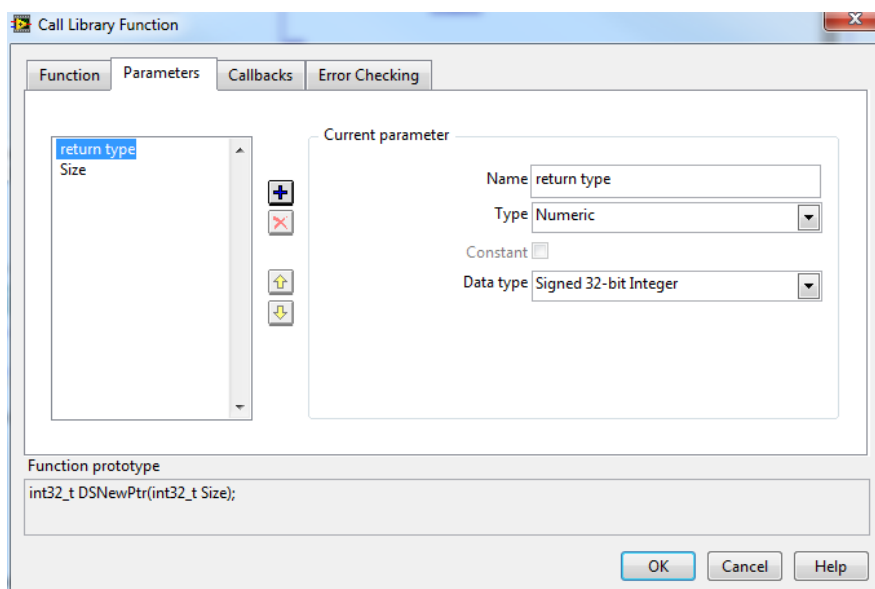 Call Library Function
Function Parameters Callbacks Error Checking
return type
Size
Current parameter
Name return type
Type Numeric
Constant
Data type Signed 32-bit Integer
Function prototype
int32_t DSNewPtr(int32_t Size);
OK Cancel Help